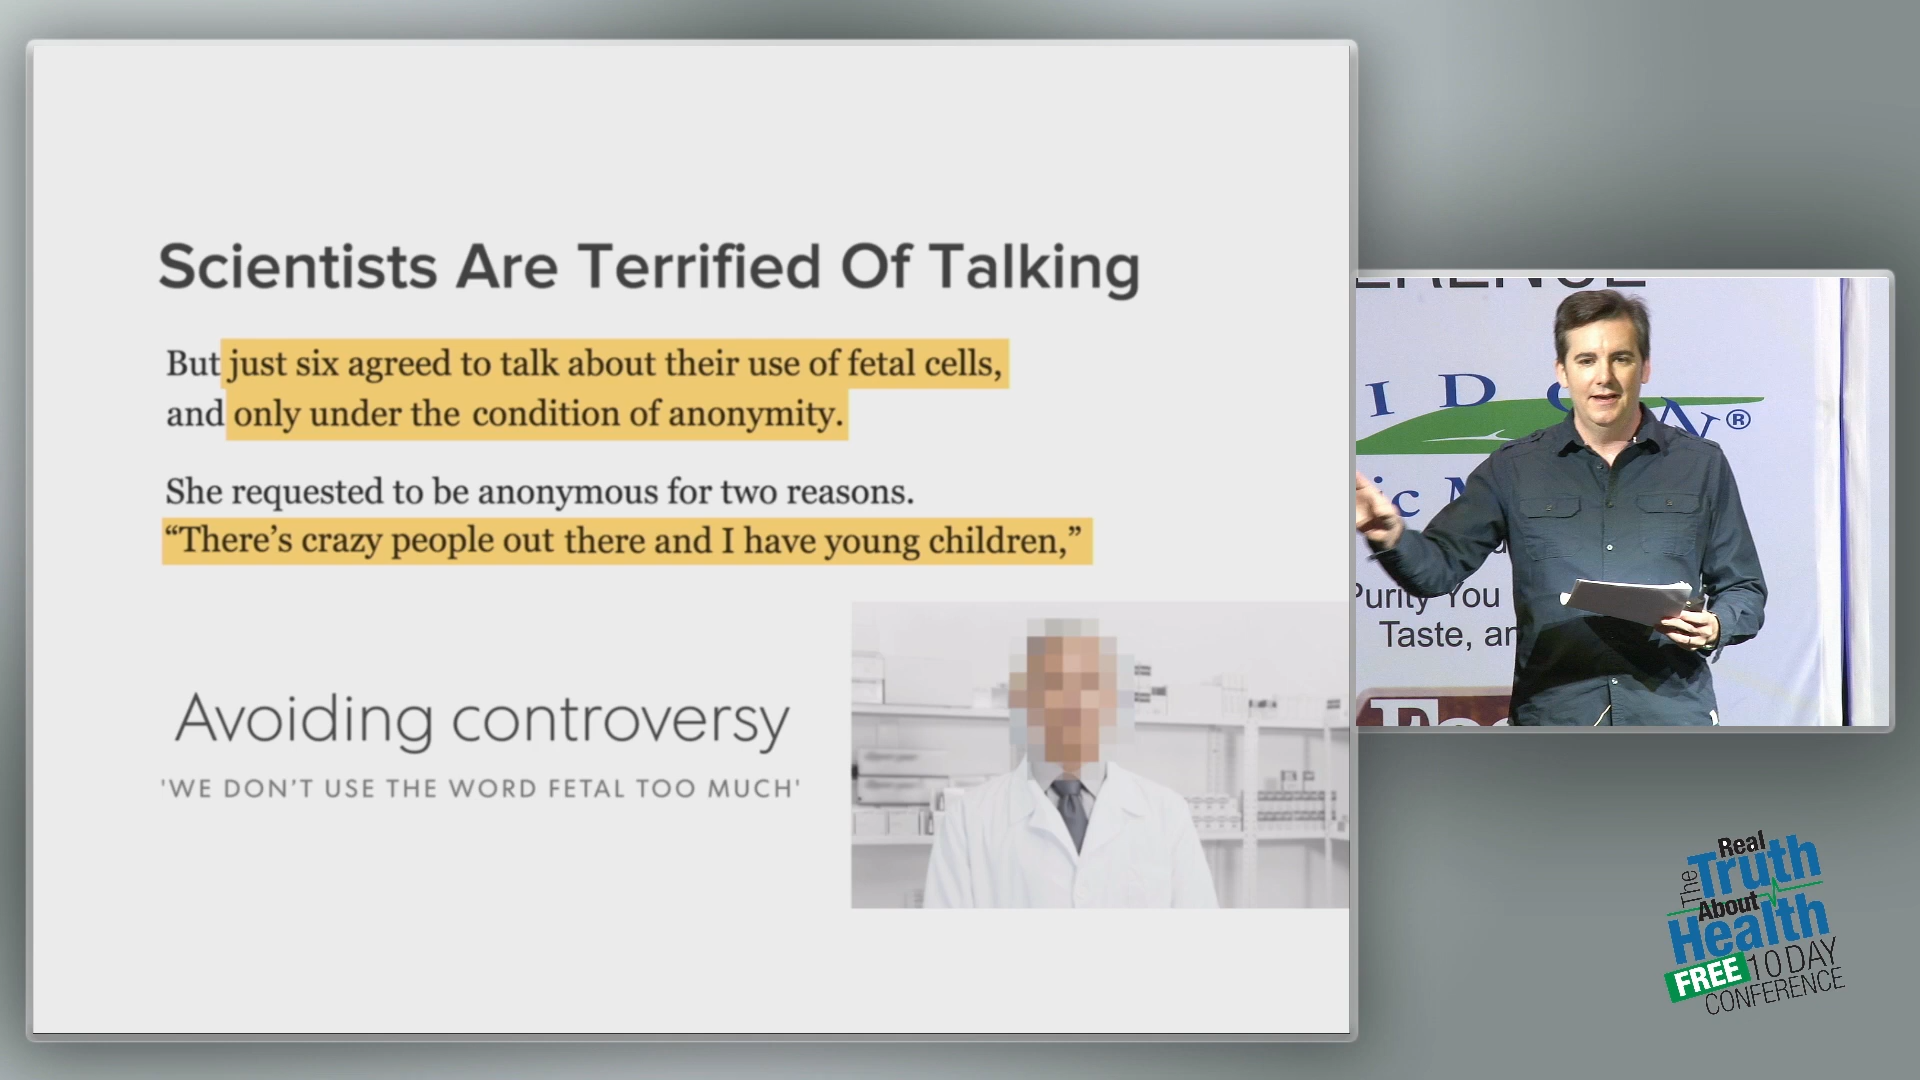 Scientists Are Terrified Of Talking
But just six agreed to talk about their use of fetal cells,
and only under the condition of anonymity.
She requested to be anonymous for two reasons.
“There’s crazy people out there and I have young children,”
Avoiding controversy
'WE DON’T USE THE WORD FETAL TOO MUCH'
I D
N®
ic
Purity You
Taste, an
The Real
Truth
About
Health
FREE 10 DAY
CONFERENCE